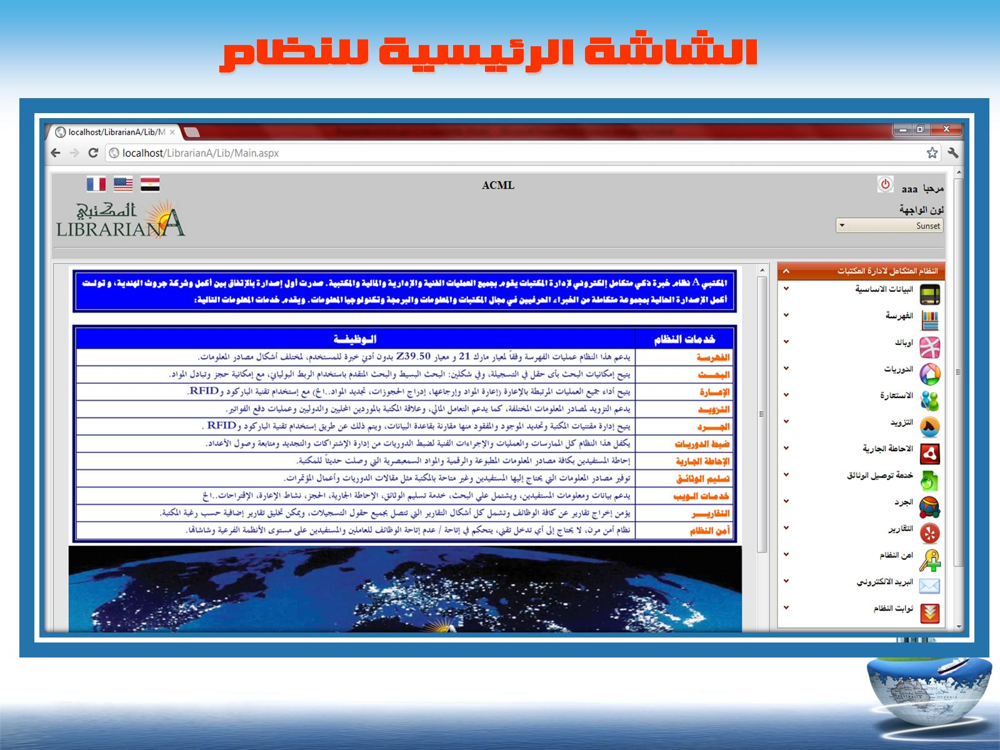 الشاشة الرئيسية للنظام
localhost/LibrarianA/Lib/M
localhost/LibrarianA/Lib/Main.aspx
ACML
مرحبا aaa
لون الواجهة
Sunset
المكتبي
LIBRARIANA
النظام المتكامل لادارة المكتبات
البيانات الاساسية
الفهرسة
اوباك
الدوريات
الاستعارة
التزويد
الاحاطة الجارية
خدمة توصيل الوثائق
الجرد
التقارير
امن النظام
البريد الالكتروني
ثوابت النظام
المكتبي A نظام خبرة ذكي متكامل إلكتروني لإدارة المكتبات يقوم بجميع العمليات الفنية والإدارية والمالية والمكتبية. صدرت أول إصدارة بالإتفاق بين أكمل وشركة جروث الهندية، و تولت
أكمل الإصدارة الحالية بمجموعة متكاملة من الخبراء الحرفيين في مجال المكتبات والمعلومات والبرمجة وتكنولوجيا المعلومات. ويقدم خدمات المعلومات التالية:
خدمات النظام الوظيفة
الفهرسة يدعم هذا النظام عمليات الفهرسة وفقاً لمعيار مارك 21 و معيار Z39.50 بدون أدني خبرة للمستخدم، لمختلف أشكال مصادر المعلومات.
البحث يتيح إمكانيات البحث بأى حقل في التسجيلة، وفي شكلين: البحث البسيط والبحث المتقدم باستخدام الربط البولياني، مع إمكانية حجز وتبادل المواد.
الإعارة يتيح أداء جميع العمليات المرتبطة بالإعارة (إعارة المواد وإرجاعها، إدراج الحجوزات، تجديد المواد..الخ) مع إستخدام تقنية الباركود وRFID.
التزويد يدعم التزويد لمصادر المعلومات المختلفة، كما يدعم التعامل المالي، وعلاقة المكتبة بالموردين المحليين والدوليين وعمليات دفع الفواتير.
الجرد يتيح إدارة مقتنيات المكتبة وتحديد الموجود والمفقود منها مقارنة بقاعدة البيانات، ويتم ذلك عن طريق إستخدام تقنية الباركود وRFID .
ضبط الدوريات يكفل هذا النظام كل الممارسات والعمليات والإجراءات الفنية لضبط الدوريات من إدارة الإشتراكات والتجديد ومتابعة وصول الأعداد.
الإحاطة الجارية إحاطة المستفيدين بكافة مصادر المعلومات المطبوعة والرقمية والمواد السمعبصرية التي وصلت حديثاً للمكتبة.
تسليم الوثائق توفير مصادر المعلومات التي يحتاج إليها المستفيدين وغير متاحة بالمكتبة مثل مقالات الدوريات وأعمال المؤتمرات.
خدمات الويب يدعم بيانات ومعلومات المستفيدين، ويشتمل علي البحث، خدمة تسليم الوثائق، الإحاطة الجارية، الحجز، نشاط الإعارة، الإقتراحات..الخ
التقارير يؤمن إخراج تقارير عن كافة الوظائف وتشمل كل أشكال التقارير التي تتصل بجميع حقول التسجيلات، ويمكن تخليق تقارير إضافية حسب رغبة المكتبة.
أمن النظام نظام أمن مرن، لا يحتاج إلى أي تدخل تقني، يتحكم في إتاحة / عدم إتاحة الوظائف للعاملين والمستفيدين على مستوى الأنظمة الفرعية وشاشاتها.
AUSTRALIA
OCEANIA